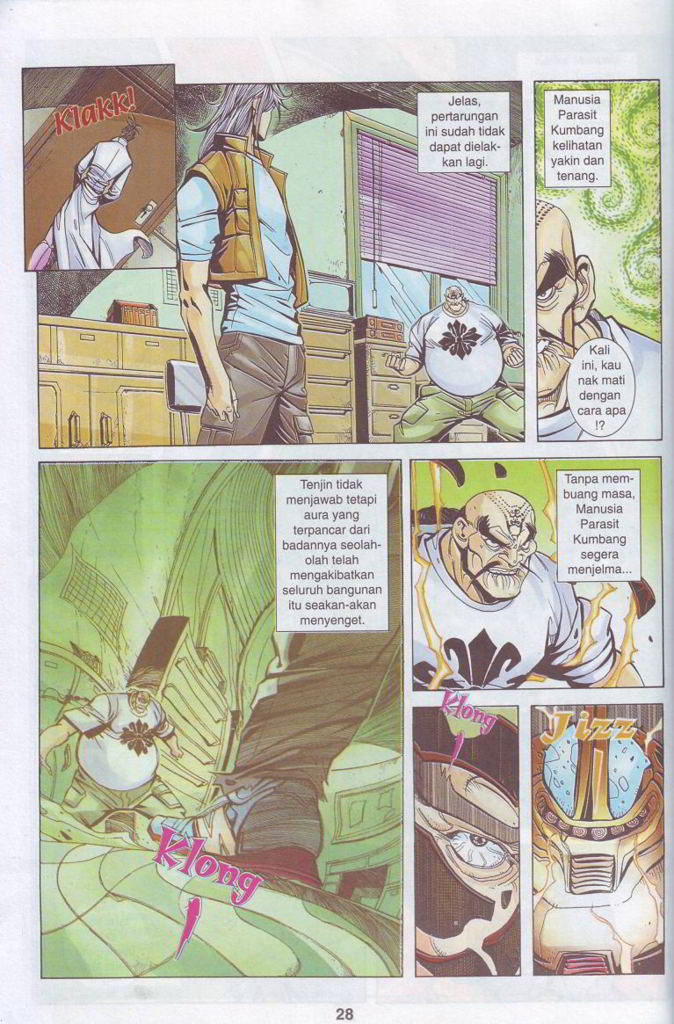 Klakk!
Jelas,
pertarungan
ini sudah tidak
dapat dielak-
kan lagi.
Manusia
Parasit
Kumbang
kelihatan
yakin dan
tenang.
Kali
ini, kau
nak mati
dengan
cara apa
!?
Tenjin tidak
menjawab tetapi
aura yang
terpancar dari
badannya seolah-
olah telah
mengakibatkan
seluruh bangunan
itu seakan-akan
menyenget.
Klong
!
Tanpa mem-
buang masa,
Manusia
Parasit
Kumbang
segera
menjelma...
Klong
!
Jizz
28